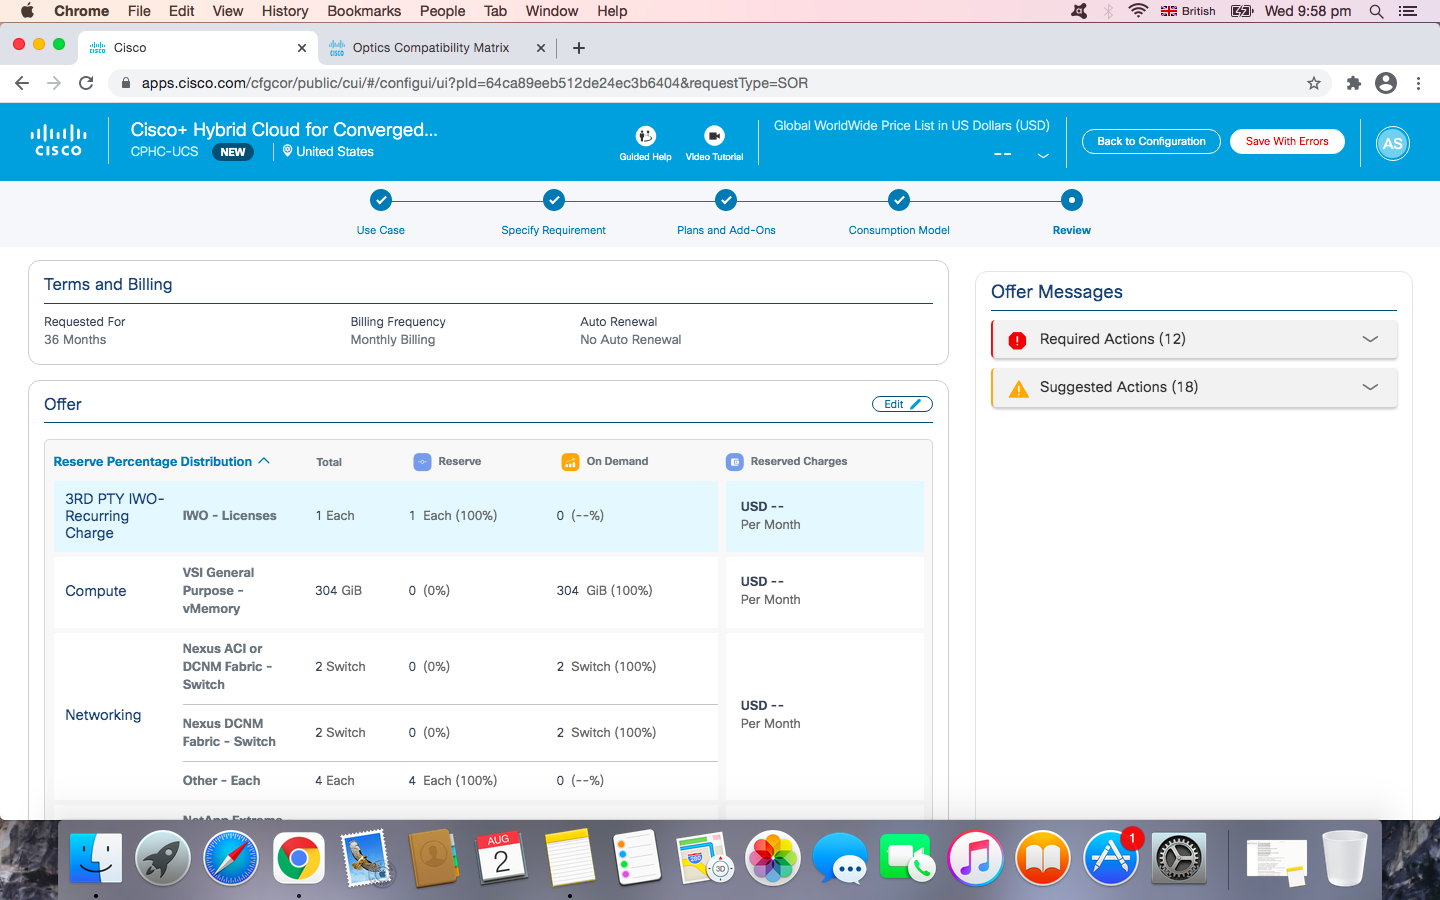 Chrome File Edit View History Bookmarks People Tab Window Help British Wed 9:58 pm
Cisco Optics Compatibility Matrix
apps.cisco.com/cfgcor/public/cui/#/configui/ui?pId=64ca89eeb512de24ec3b6404&requestType=SOR
CISCO
Cisco+ Hybrid Cloud for Converged...
CPHC-UCS NEW United States
Guided Help Video Tutorial
Global WorldWide Price List in US Dollars (USD)
--
Back to Configuration Save With Errors AS
Use Case Specify Requirement Plans and Add-Ons Consumption Model Review
Terms and Billing
Requested For Billing Frequency Auto Renewal
36 Months Monthly Billing No Auto Renewal
Offer Edit
Reserve Percentage Distribution Total Reserve On Demand Reserved Charges
3RD PTY IWO-
Recurring
Charge
IWO - Licenses 1 Each 1 Each (100%) 0 (--%)
USD --
Per Month
Compute
VSI General
Purpose -
vMemory
304 GiB 0 (0%) 304 GiB (100%)
USD --
Per Month
Networking
Nexus ACI or
DCNM Fabric -
Switch
2 Switch 0 (0%) 2 Switch (100%)
Nexus DCNM
Fabric - Switch
2 Switch 0 (0%) 2 Switch (100%)
Other - Each 4 Each 4 Each (100%) 0 (--%)
USD --
Per Month
NetApp Extreme
Offer Messages
Required Actions (12)
Suggested Actions (18)
AUG
2
280
3D
1